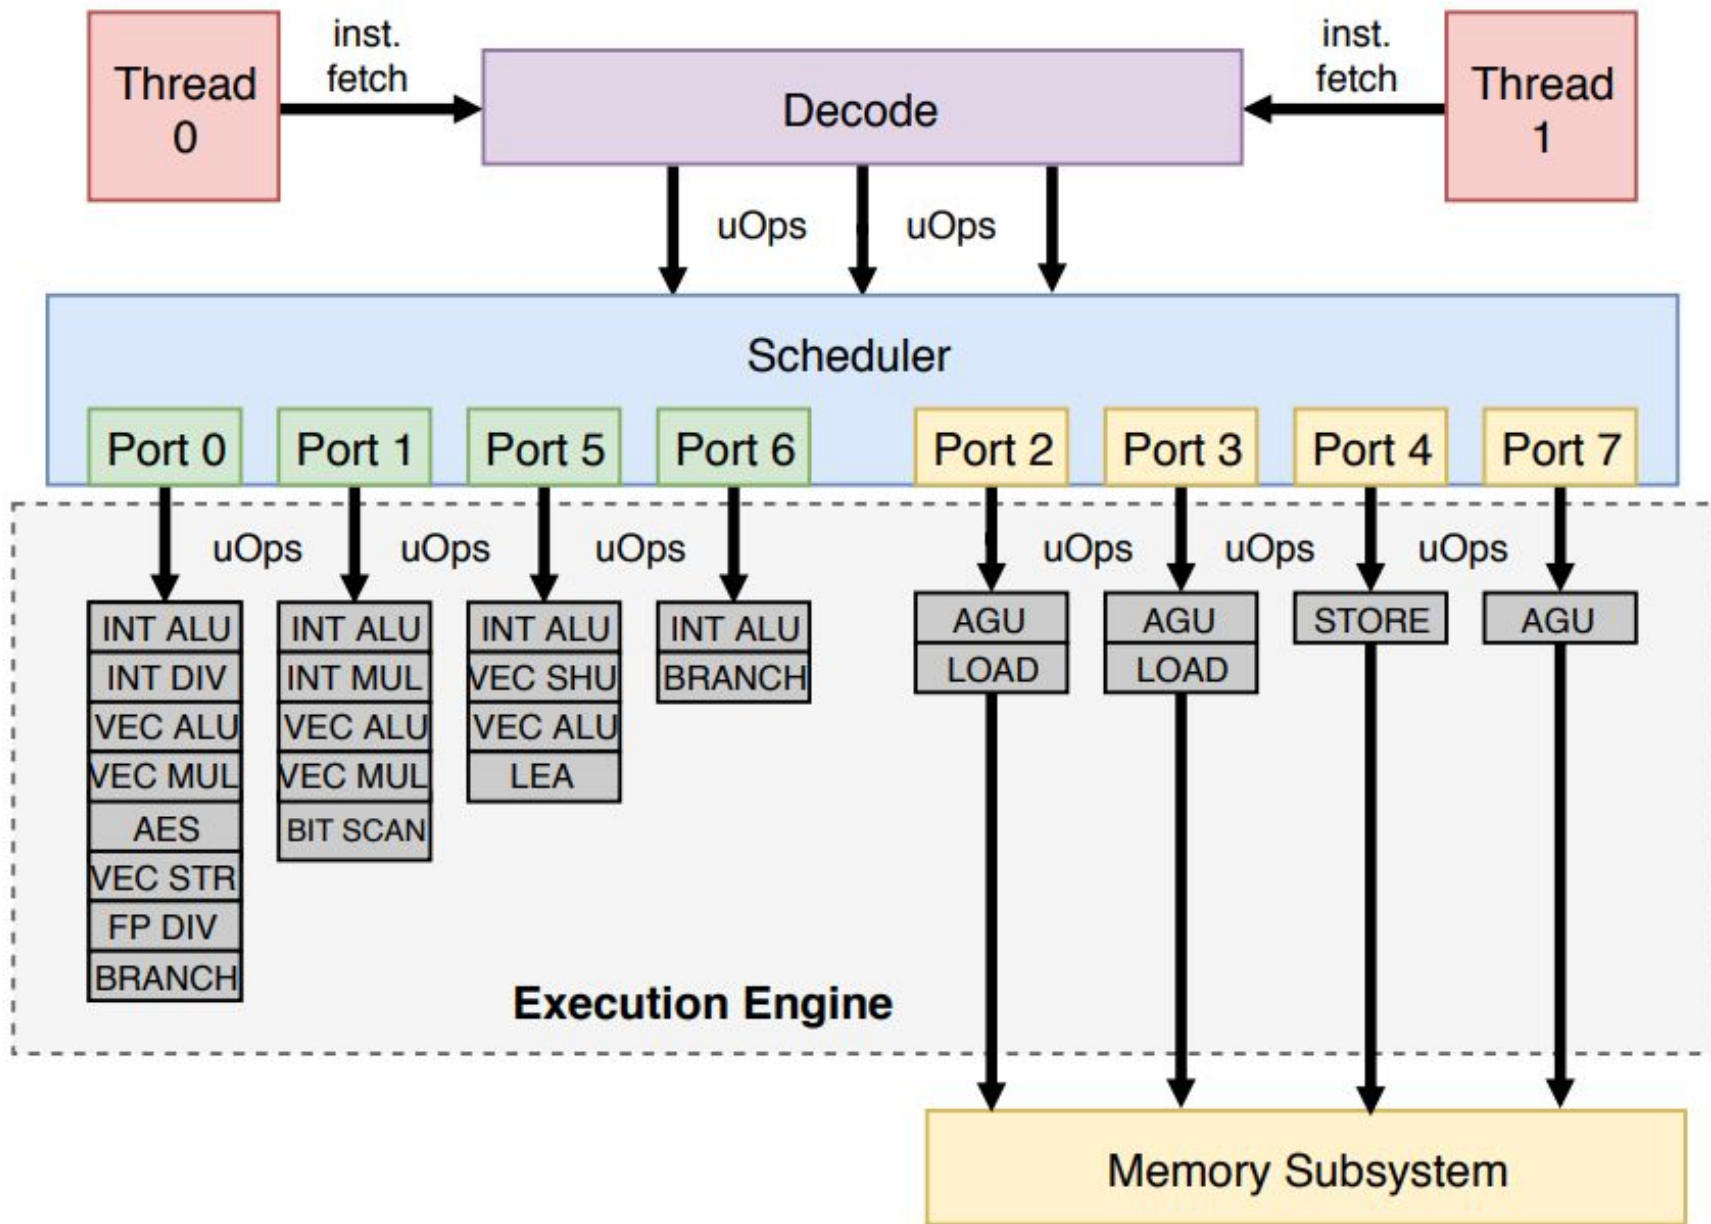 Thread
0
inst.
fetch
Decode
inst.
fetch
Thread
1
uOps
uOps
Scheduler
Port 0
Port 1
Port 5
Port 6
Port 2
Port 3
Port 4
Port 7
uOps
uOps
uOps
uOps
uOps
uOps
INT ALU
INT DIV
VEC ALU
VEC MUL
AES
VEC STR
FP DIV
BRANCH
INT ALU
INT MUL
VEC ALU
VEC MUL
BIT SCAN
INT ALU
VEC SHU
VEC ALU
LEA
INT ALU
BRANCH
AGU
LOAD
AGU
LOAD
STORE
AGU
Execution Engine
Memory Subsystem